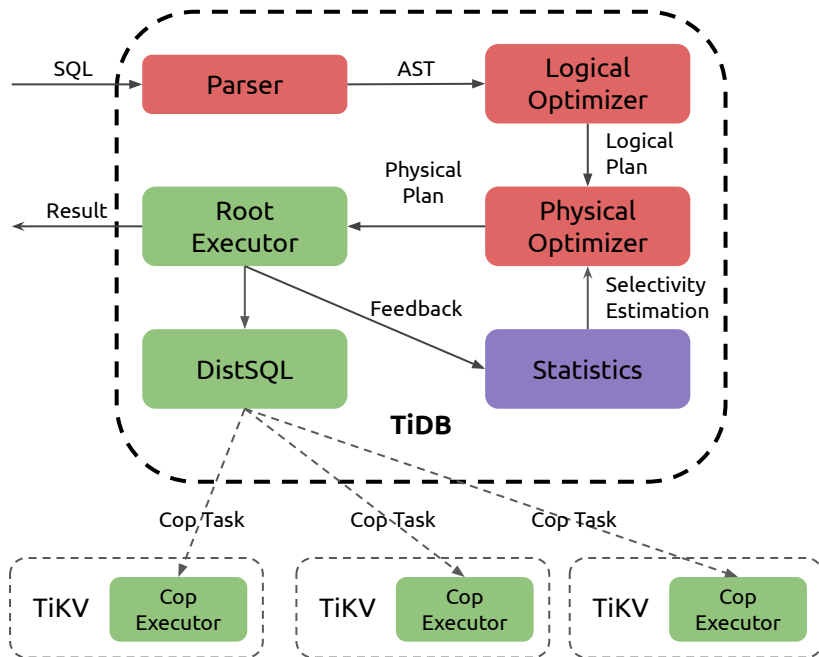 SQL
Parser
AST
Logical
Optimizer
Logical
Plan
Physical
Plan
Result
Root
Executor
Physical
Optimizer
Feedback
Selectivity
Estimation
DistSQL
Statistics
TiDB
Cop Task
Cop Task
Cop Task
TiKV
Cop
Executor
TiKV
Cop
Executor
TiKV
Cop
Executor